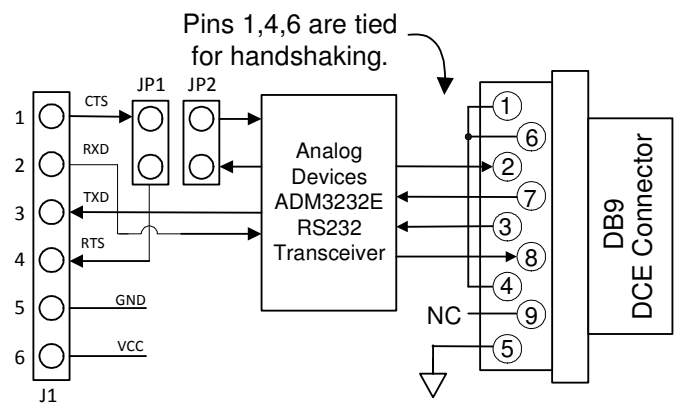 Pins 1,4,6 are tied
for handshaking.
JP1 JP2
1 CTS
2 RXD
3 TXD
4 RTS
5 GND
6 VCC
J1
Analog
Devices
ADM3232E
RS232
Transceiver
1
6
2
7
3
8
4
NC 9
5
DB9
DCE Connector